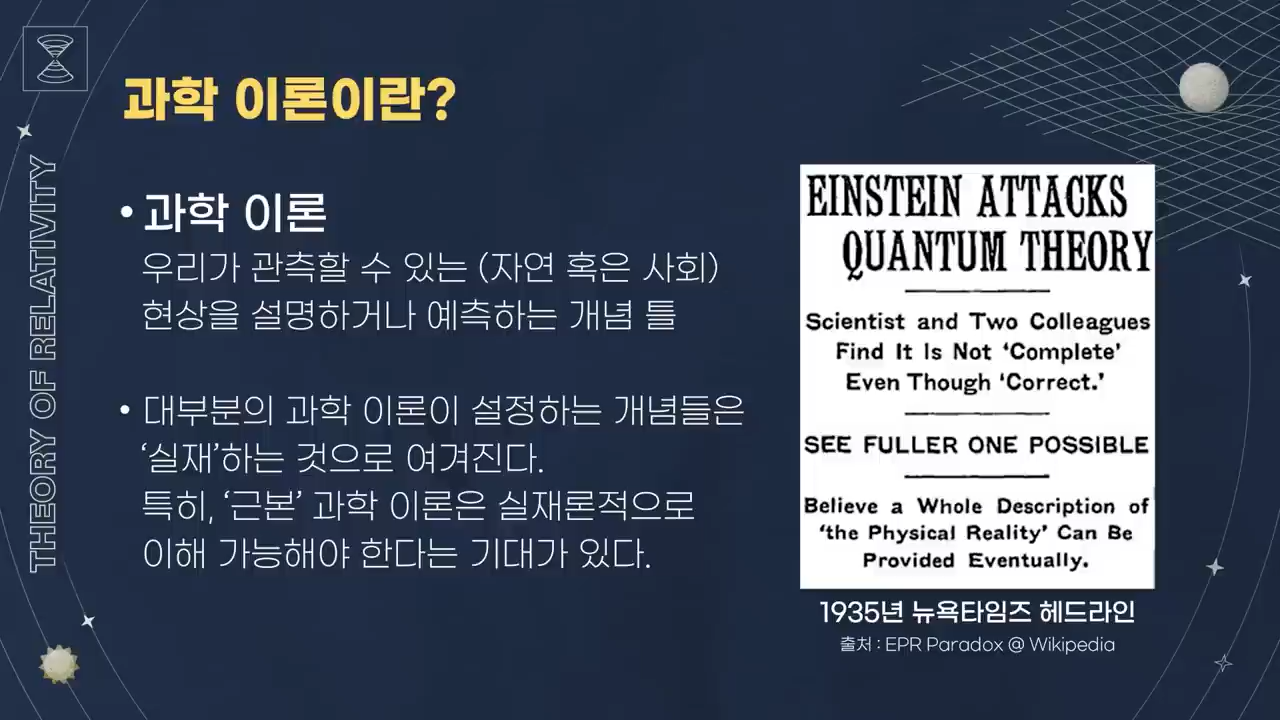 과학 이론이란?
THEORY OF RELATIVITY
• 과학 이론
우리가 관측할 수 있는 (자연 혹은 사회)
현상을 설명하거나 예측하는 개념 틀
• 대부분의 과학 이론이 설정하는 개념들은
‘실재’하는 것으로 여겨진다.
특히, ‘근본’ 과학 이론은 실재론적으로
이해 가능해야 한다는 기대가 있다.
EINSTEIN ATTACKS
QUANTUM THEORY
Scientist and Two Colleagues
Find It Is Not ‘Complete’
Even Though ‘Correct.’
SEE FULLER ONE POSSIBLE
Believe a Whole Description of
‘the Physical Reality’ Can Be
Provided Eventually.
1935년 뉴욕타임즈 헤드라인
출처 : EPR Paradox @ Wikipedia